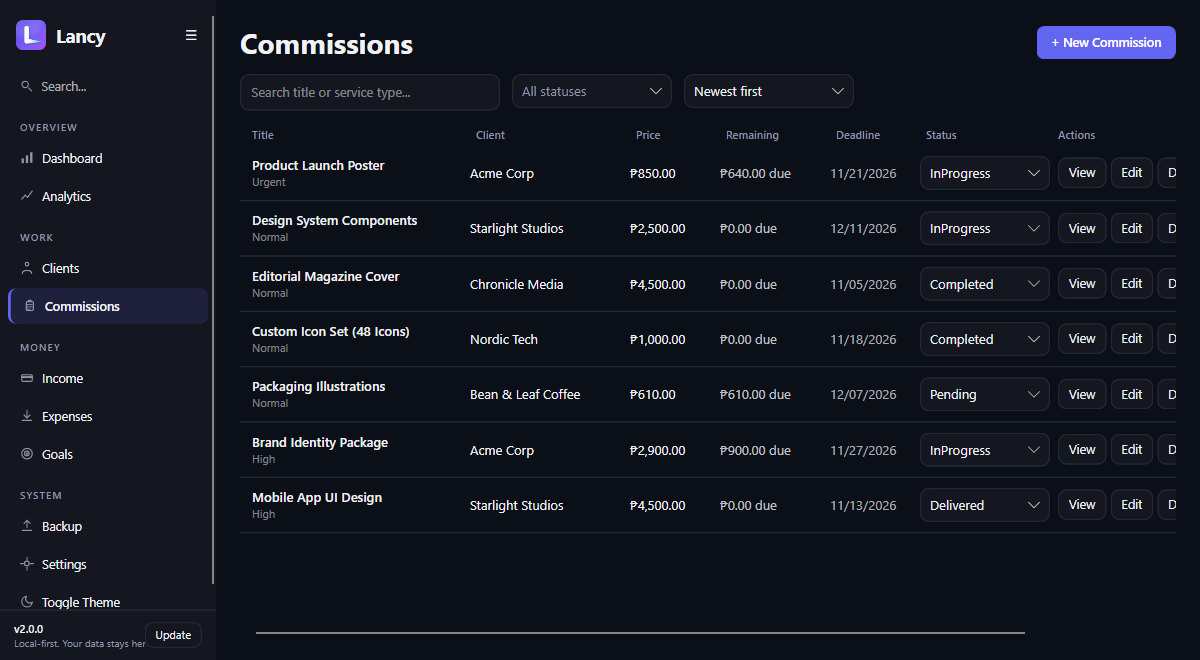 Lancy
Search...
OVERVIEW
Dashboard
Analytics
WORK
Clients
Commissions
MONEY
Income
Expenses
Goals
SYSTEM
Backup
Settings
Toggle Theme
v2.0.0
Local-first. Your data stays her
Update
Commissions
+ New Commission
Search title or service type...
All statuses
Newest first
Title Client Price Remaining Deadline Status Actions
Product Launch Poster
Urgent
Acme Corp ₱850.00 ₱640.00 due 11/21/2026 InProgress View Edit D
Design System Components
Normal
Starlight Studios ₱2,500.00 ₱0.00 due 12/11/2026 InProgress View Edit D
Editorial Magazine Cover
Normal
Chronicle Media ₱4,500.00 ₱0.00 due 11/05/2026 Completed View Edit D
Custom Icon Set (48 Icons)
Normal
Nordic Tech ₱1,000.00 ₱0.00 due 11/18/2026 Completed View Edit D
Packaging Illustrations
Normal
Bean & Leaf Coffee ₱610.00 ₱610.00 due 12/07/2026 Pending View Edit D
Brand Identity Package
High
Acme Corp ₱2,900.00 ₱900.00 due 11/27/2026 InProgress View Edit D
Mobile App UI Design
High
Starlight Studios ₱4,500.00 ₱0.00 due 11/13/2026 Delivered View Edit D